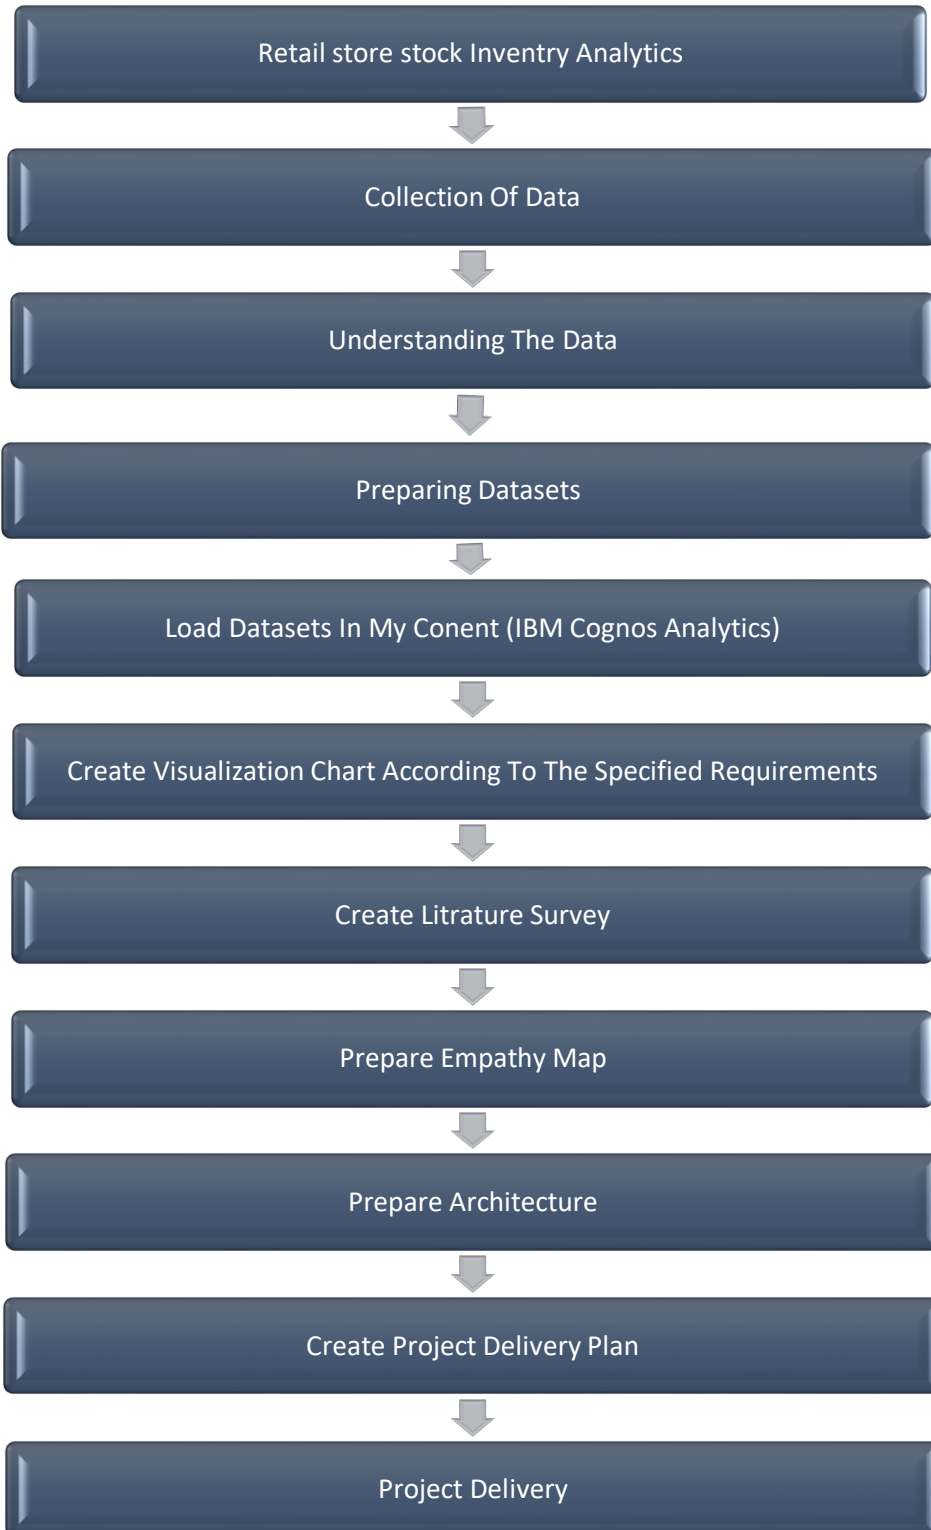 Retail store stock Inventry Analytics
Collection Of Data
Understanding The Data
Preparing Datasets
Load Datasets In My Conent (IBM Cognos Analytics)
Create Visualization Chart According To The Specified Requirements
Create Litrature Survey
Prepare Empathy Map
Prepare Architecture
Create Project Delivery Plan
Project Delivery